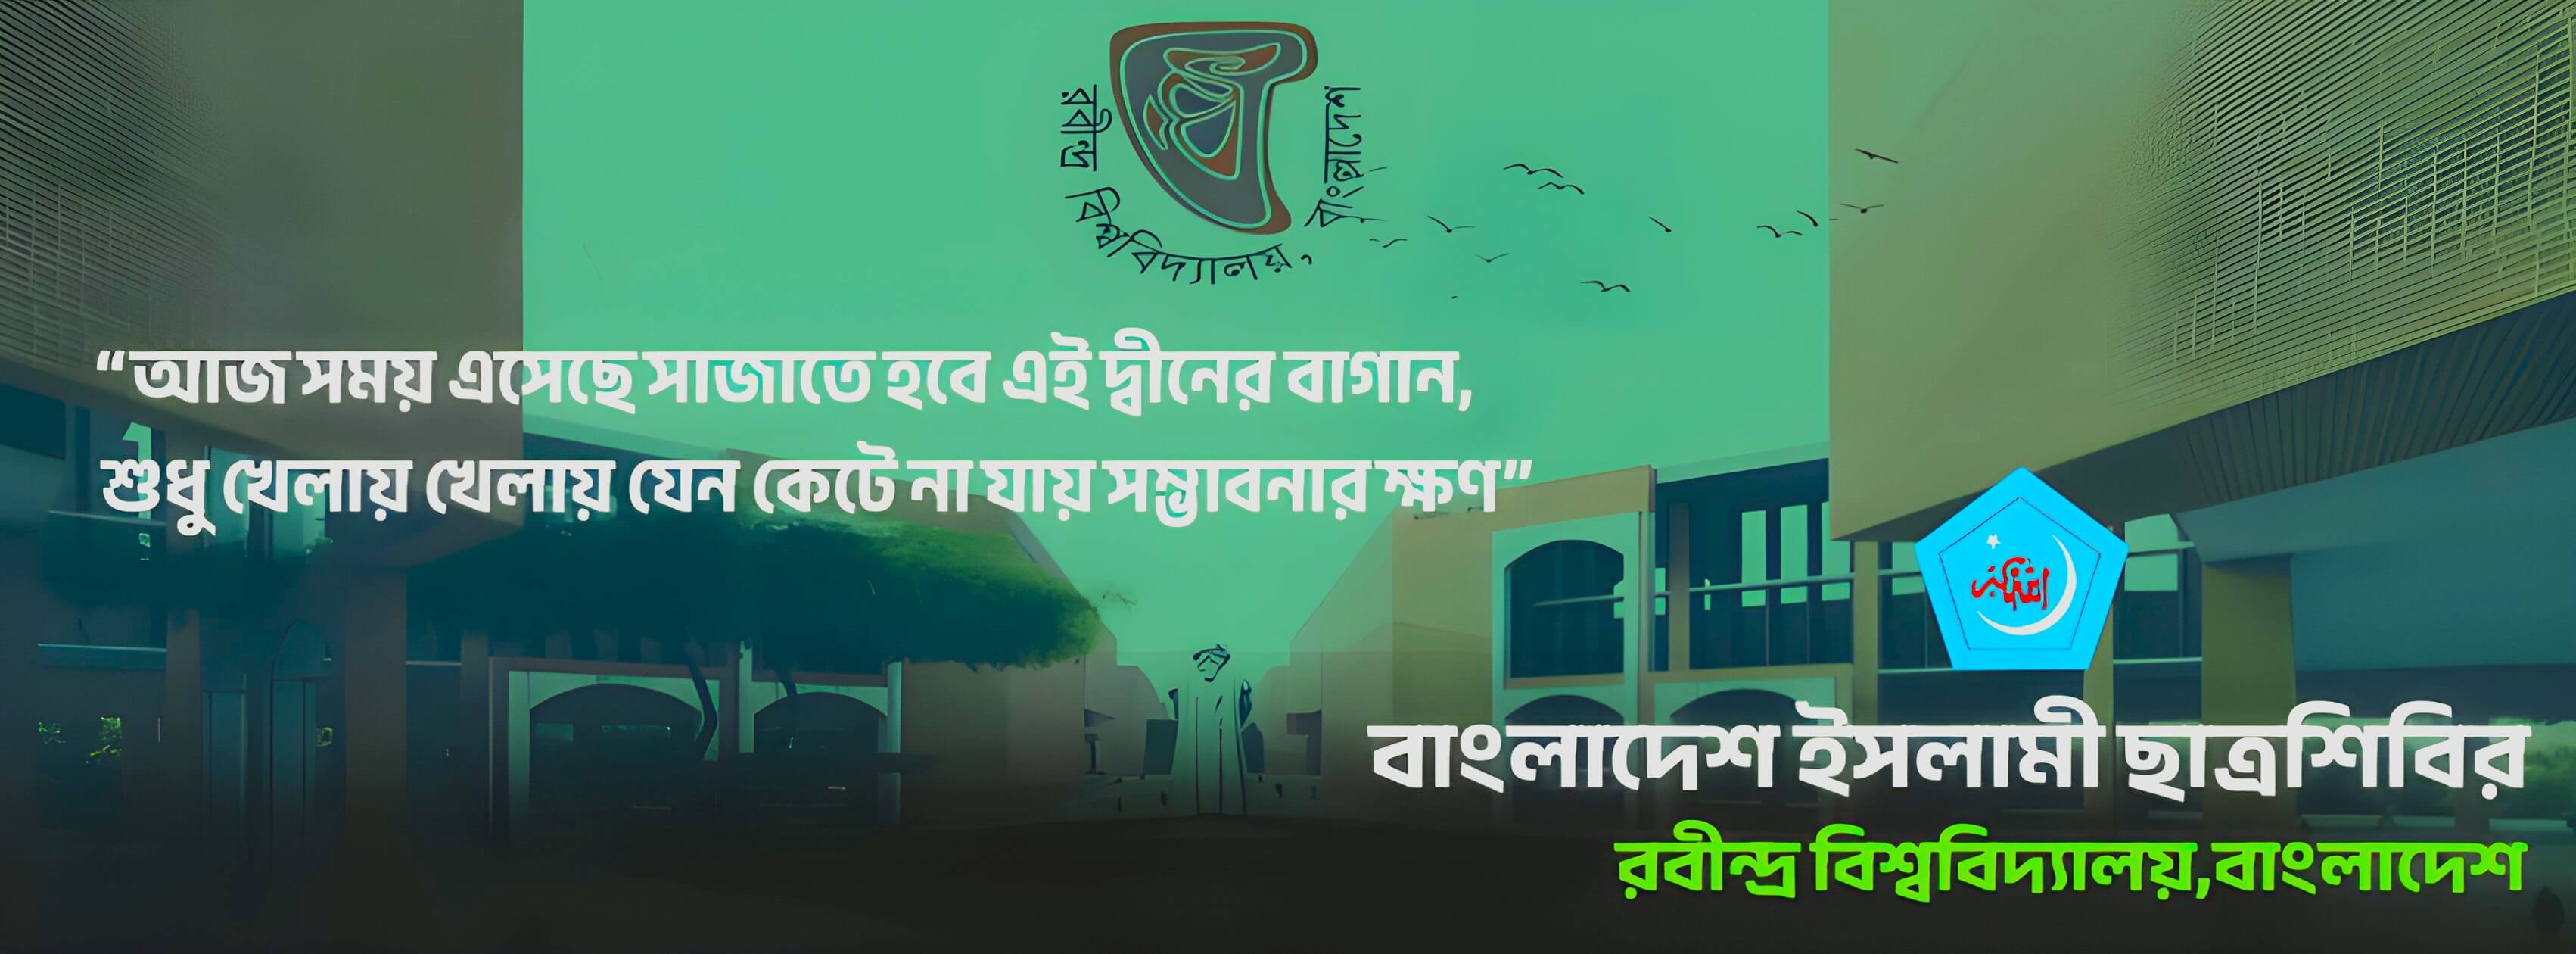 রবীন্দ্র বিশ্ববিদ্যালয়, বাংলাদেশ
“আজ সময় এসেছে সাজাতে হবে এই দ্বীনের বাগান,
শুধু খেলায় খেলায় যেন কেটে না যায় সম্ভাবনার ক্ষণ”
বাংলাদেশ ইসলামী ছাত্রশিবির
রবীন্দ্র বিশ্ববিদ্যালয়,বাংলাদেশ